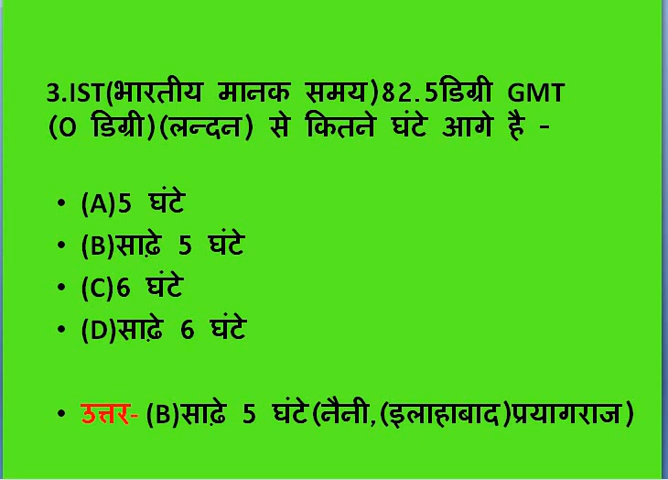 3.IST(भारतीय मानक समय)82.5डिग्री GMT
(0 डिग्री)(लन्दन) से कितने घंटे आगे है -
• (A)5 घंटे
• (B)साढ़े 5 घंटे
• (C)6 घंटे
• (D)साढ़े 6 घंटे
• उत्तर- (B)साढ़े 5 घंटे(नैनी,(इलाहाबाद)प्रयागराज)